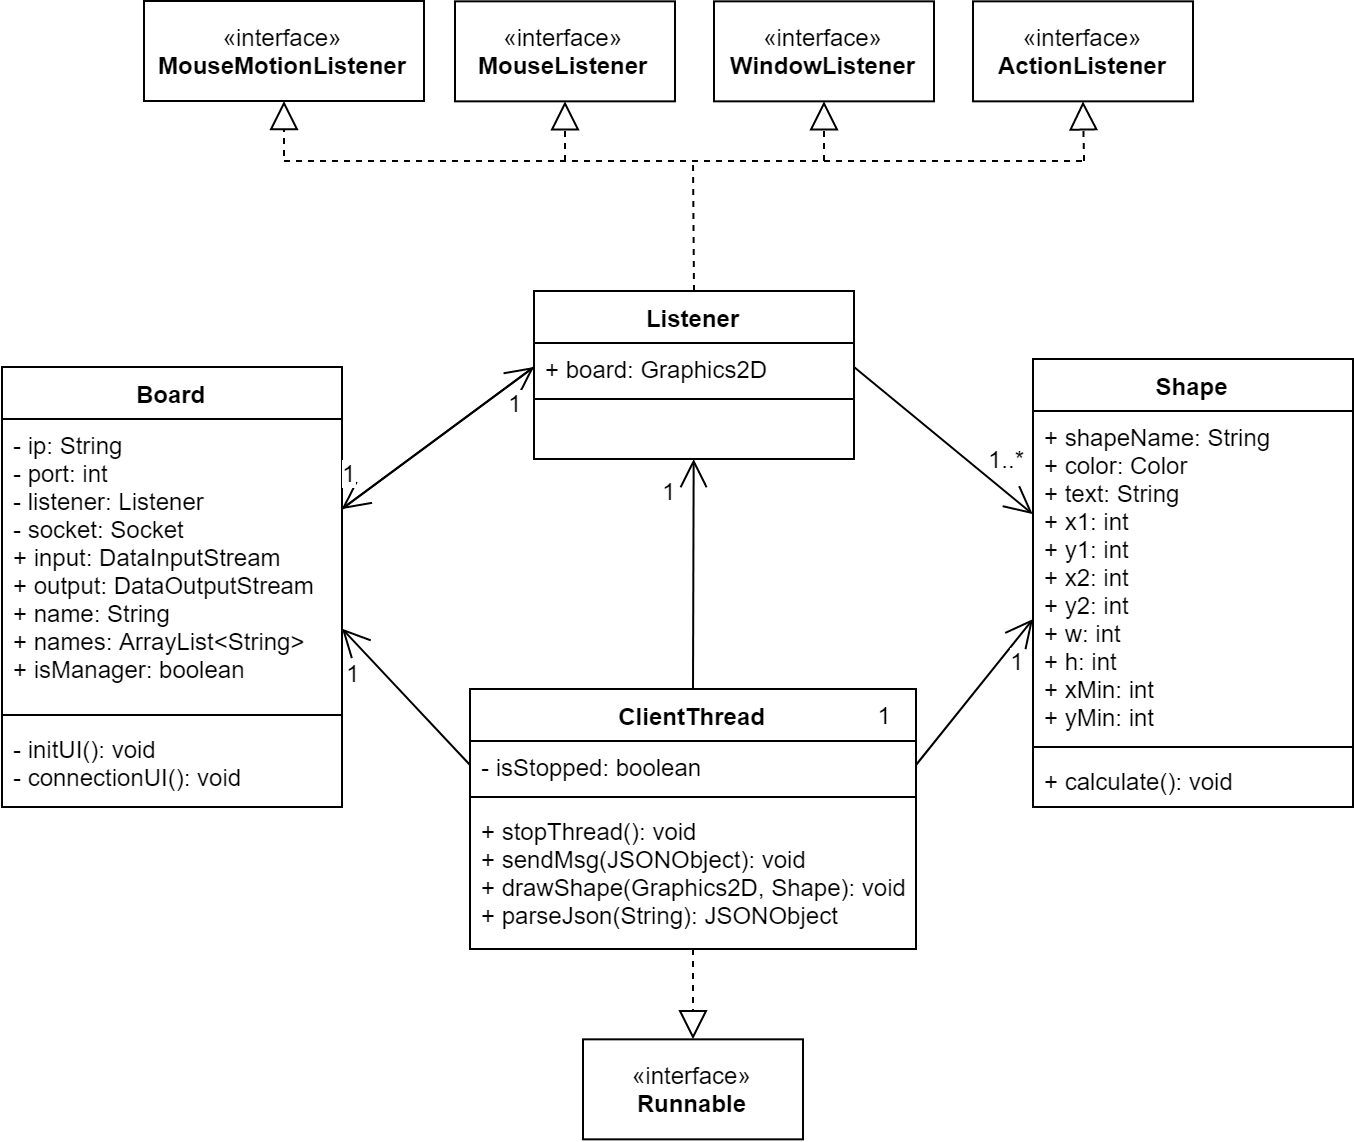 «interface»
MouseMotionListener
«interface»
MouseListener
«interface»
WindowListener
«interface»
ActionListener
Listener
+ board: Graphics2D
1
1
1
1..*
Board
- ip: String
- port: int
- listener: Listener
- socket: Socket
+ input: DataInputStream
+ output: DataOutputStream
+ name: String
+ names: ArrayList<String>
+ isManager: boolean
- initUI(): void
- connectionUI(): void
Shape
+ shapeName: String
+ color: Color
+ text: String
+ x1: int
+ y1: int
+ x2: int
+ y2: int
+ w: int
+ h: int
+ xMin: int
+ yMin: int
+ calculate(): void
1
1
ClientThread
1
- isStopped: boolean
+ stopThread(): void
+ sendMsg(JSONObject): void
+ drawShape(Graphics2D, Shape): void
+ parseJson(String): JSONObject
«interface»
Runnable